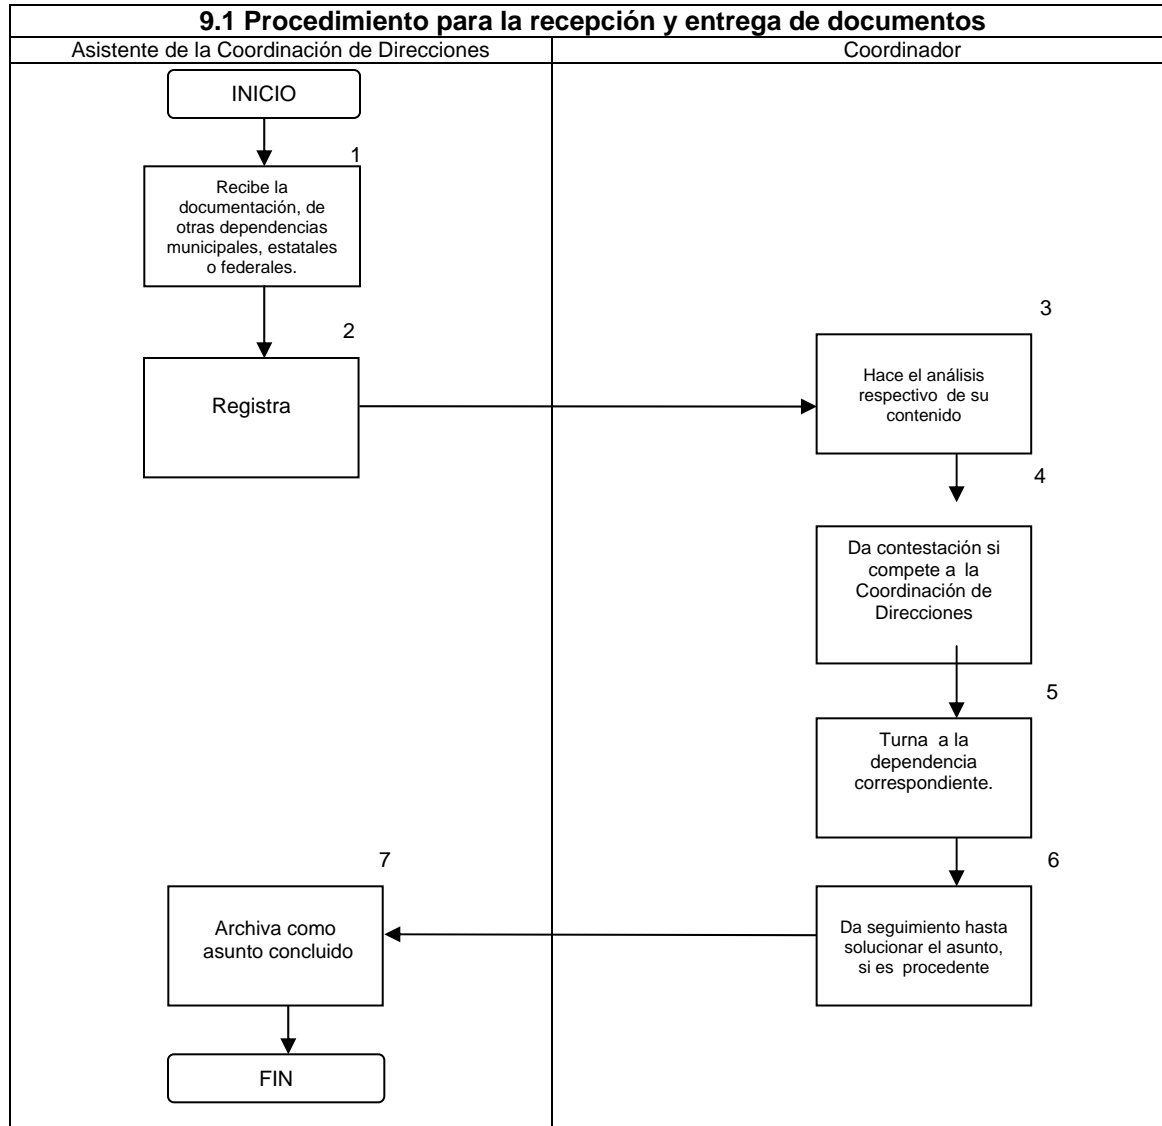 9.1 Procedimiento para la recepción y entrega de documentos
Asistente de la Coordinación de Direcciones
Coordinador
INICIO
1
Recibe la
documentación, de
otras dependencias
municipales, estatales
o federales.
2
Registra
3
Hace el análisis
respectivo de su
contenido
4
Da contestación si
compete a la
Coordinación de
Direcciones
5
Turna a la
dependencia
correspondiente.
6
Da seguimiento hasta
solucionar el asunto,
si es procedente
7
Archiva como
asunto concluido
FIN